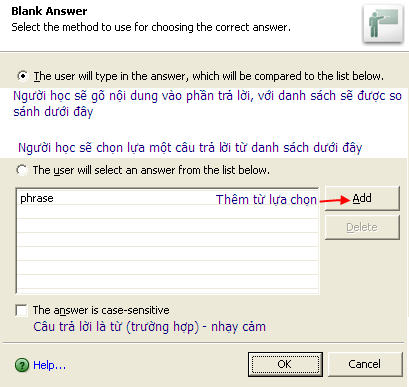 Blank Answer
Select the method to use for choosing the correct answer.
The user will type in the answer, which will be compared to the list below.
Người học sẽ gõ nội dung vào phần trả lời, với danh sách sẽ được so
sánh dưới đây
Người học sẽ chọn lựa một câu trả lời từ danh sách dưới đây
The user will select an answer from the list below.
phrase
Thêm từ lựa chọn
Add
Delete
The answer is case-sensitive
Câu trả lời là từ (trường hợp) - nhạy cảm
Help...
OK
Cancel